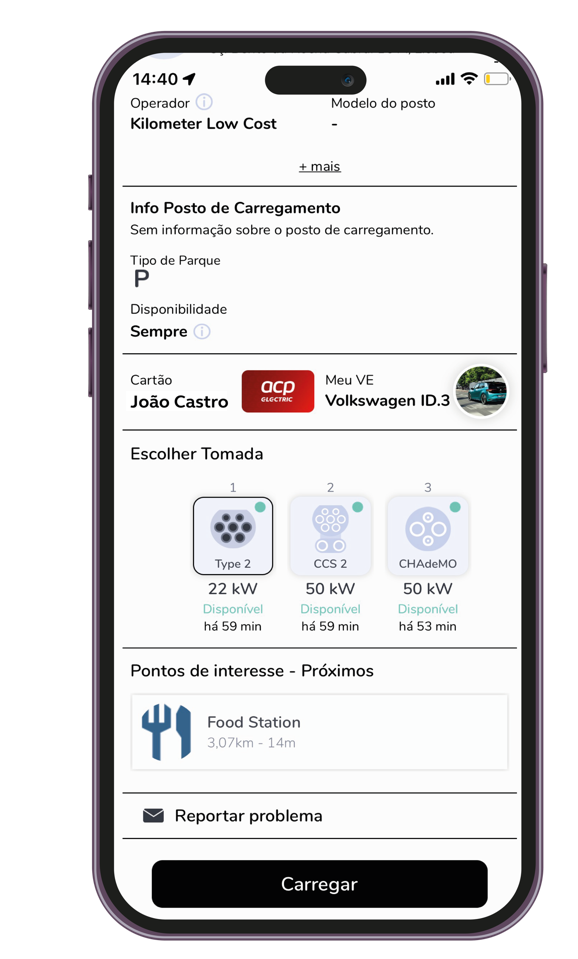 14:40
Operador
Modelo do posto
Kilometer Low Cost
-
+ mais
Info Posto de Carregamento
Sem informação sobre o posto de carregamento.
Tipo de Parque
P
Disponibilidade
Sempre
Cartão
João Castro
acp
ELECTRIC
Meu VE
Volkswagen ID.3
Escolher Tomada
1
2
3
Type 2
CCS 2
CHAdeMO
22 kW
50 kW
50 kW
Disponível
Disponível
Disponível
há 59 min
há 59 min
há 53 min
Pontos de interesse - Próximos
Food Station
3,07km - 14m
Reportar problema
Carregar